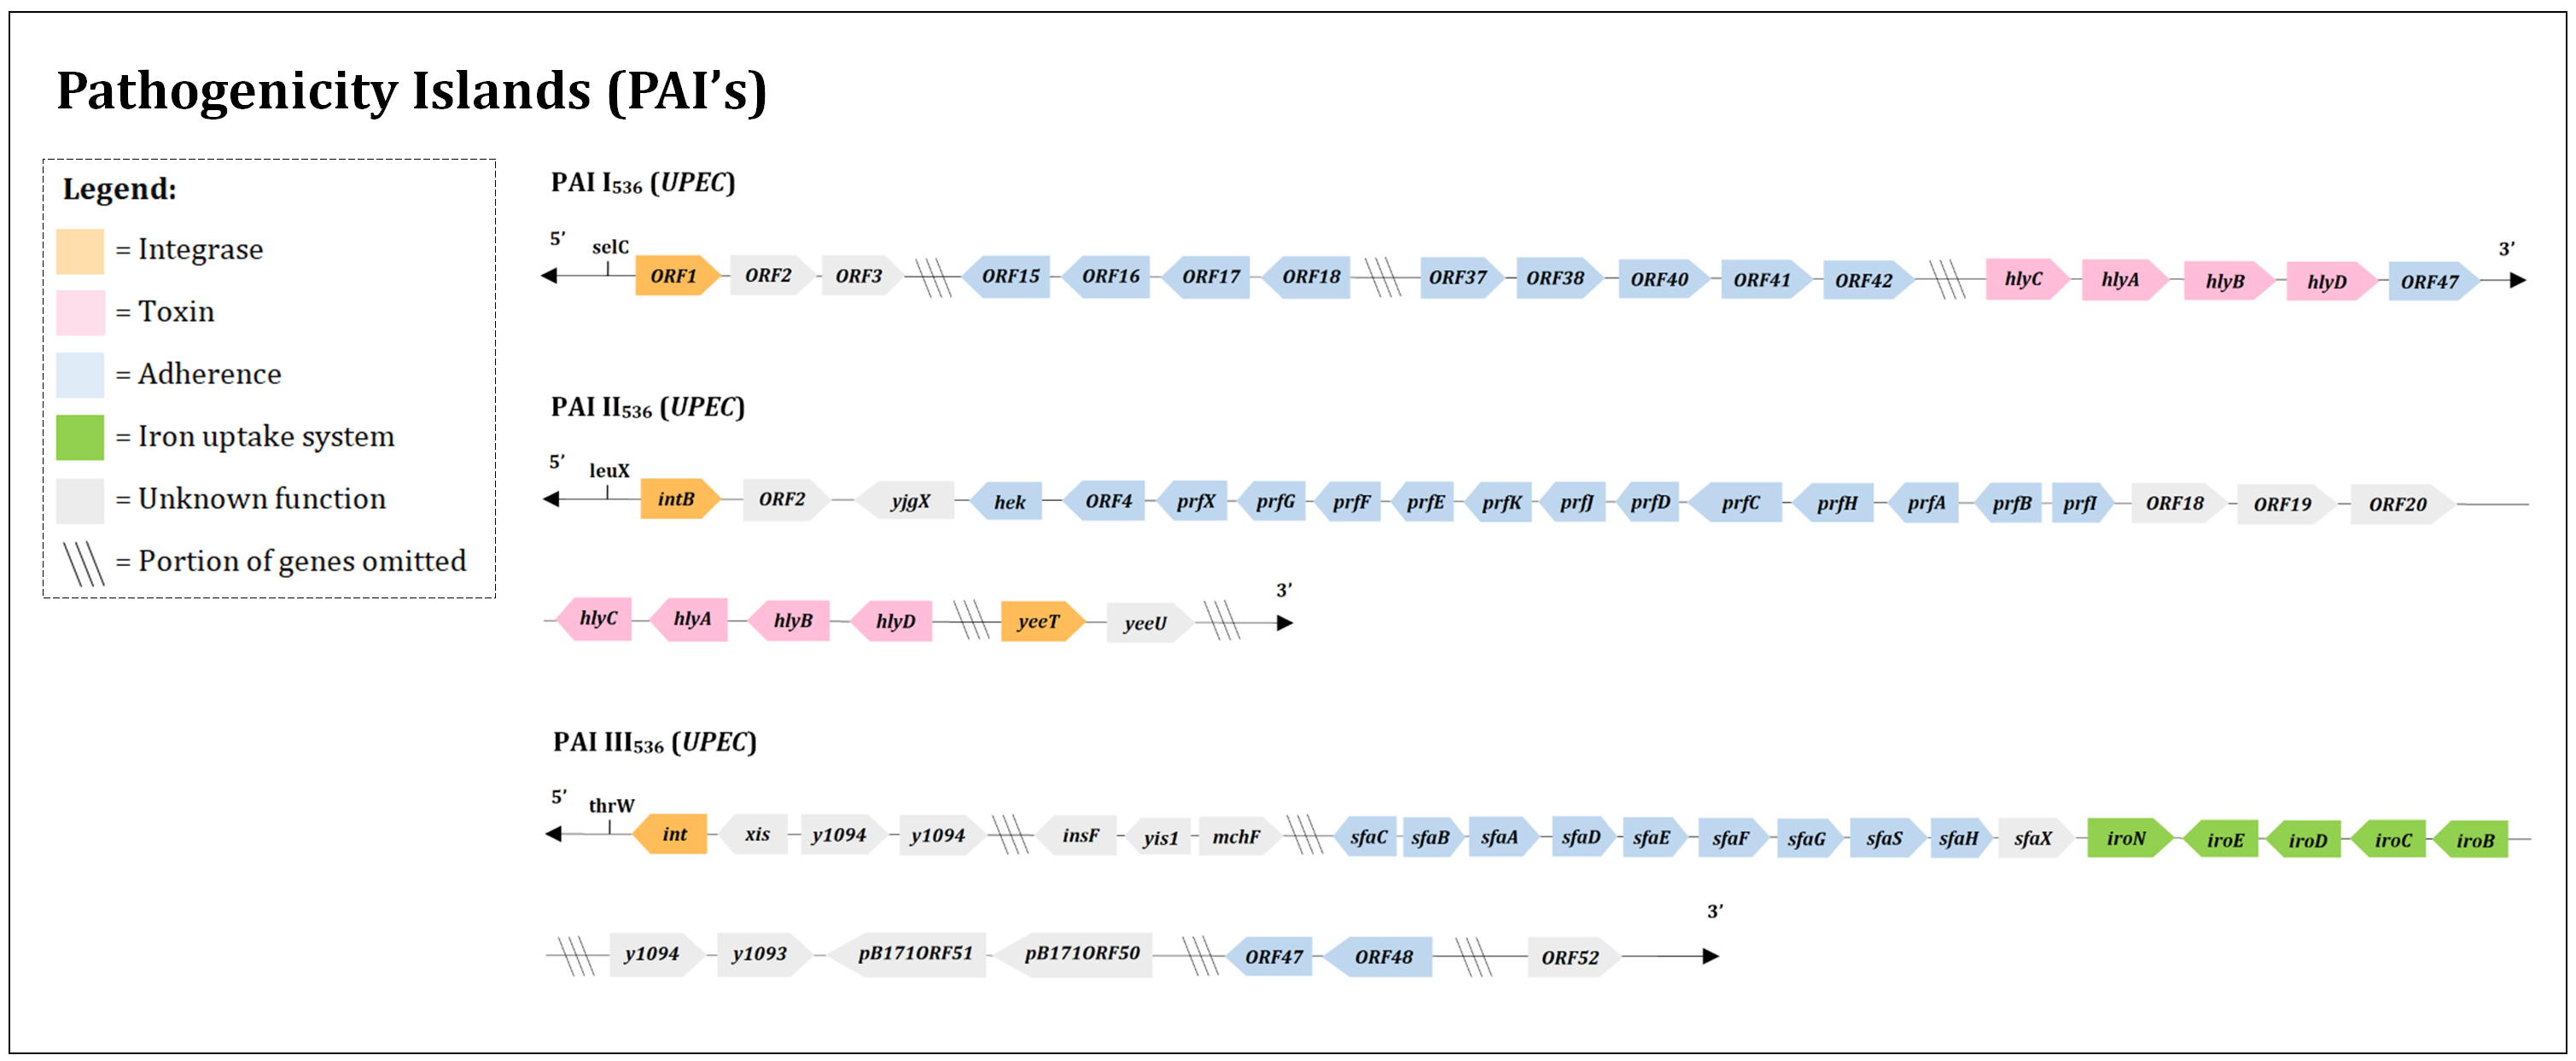 Pathogenicity Islands (PAI’s)
Legend:
= Integrase
= Toxin
= Adherence
= Iron uptake system
= Unknown function
= Portion of genes omitted
PAI I536 (UPEC)
5’ selC 3’
ORF1 ORF2 ORF3 ORF15 ORF16 ORF17 ORF18 ORF37 ORF38 ORF40 ORF41 ORF42 hlyC hlyA hlyB hlyD ORF47
PAI II536 (UPEC)
5’ leuX
intB ORF2 yjgX hek ORF4 prfX prfG prfF prfE prfK prfJ prfD prfC prfH prfA prfB prfI ORF18 ORF19 ORF20
3’
hlyC hlyA hlyB hlyD yeeT yeeU
PAI III536 (UPEC)
5’ thrW
int xis y1094 y1094 insF yis1 mchF sfaC sfaB sfaA sfaD sfaE sfaF sfaG sfaS sfaH sfaX iroN iroE iroD iroC iroB
3’
y1094 y1093 pB171ORF51 pB171ORF50 ORF47 ORF48 ORF52